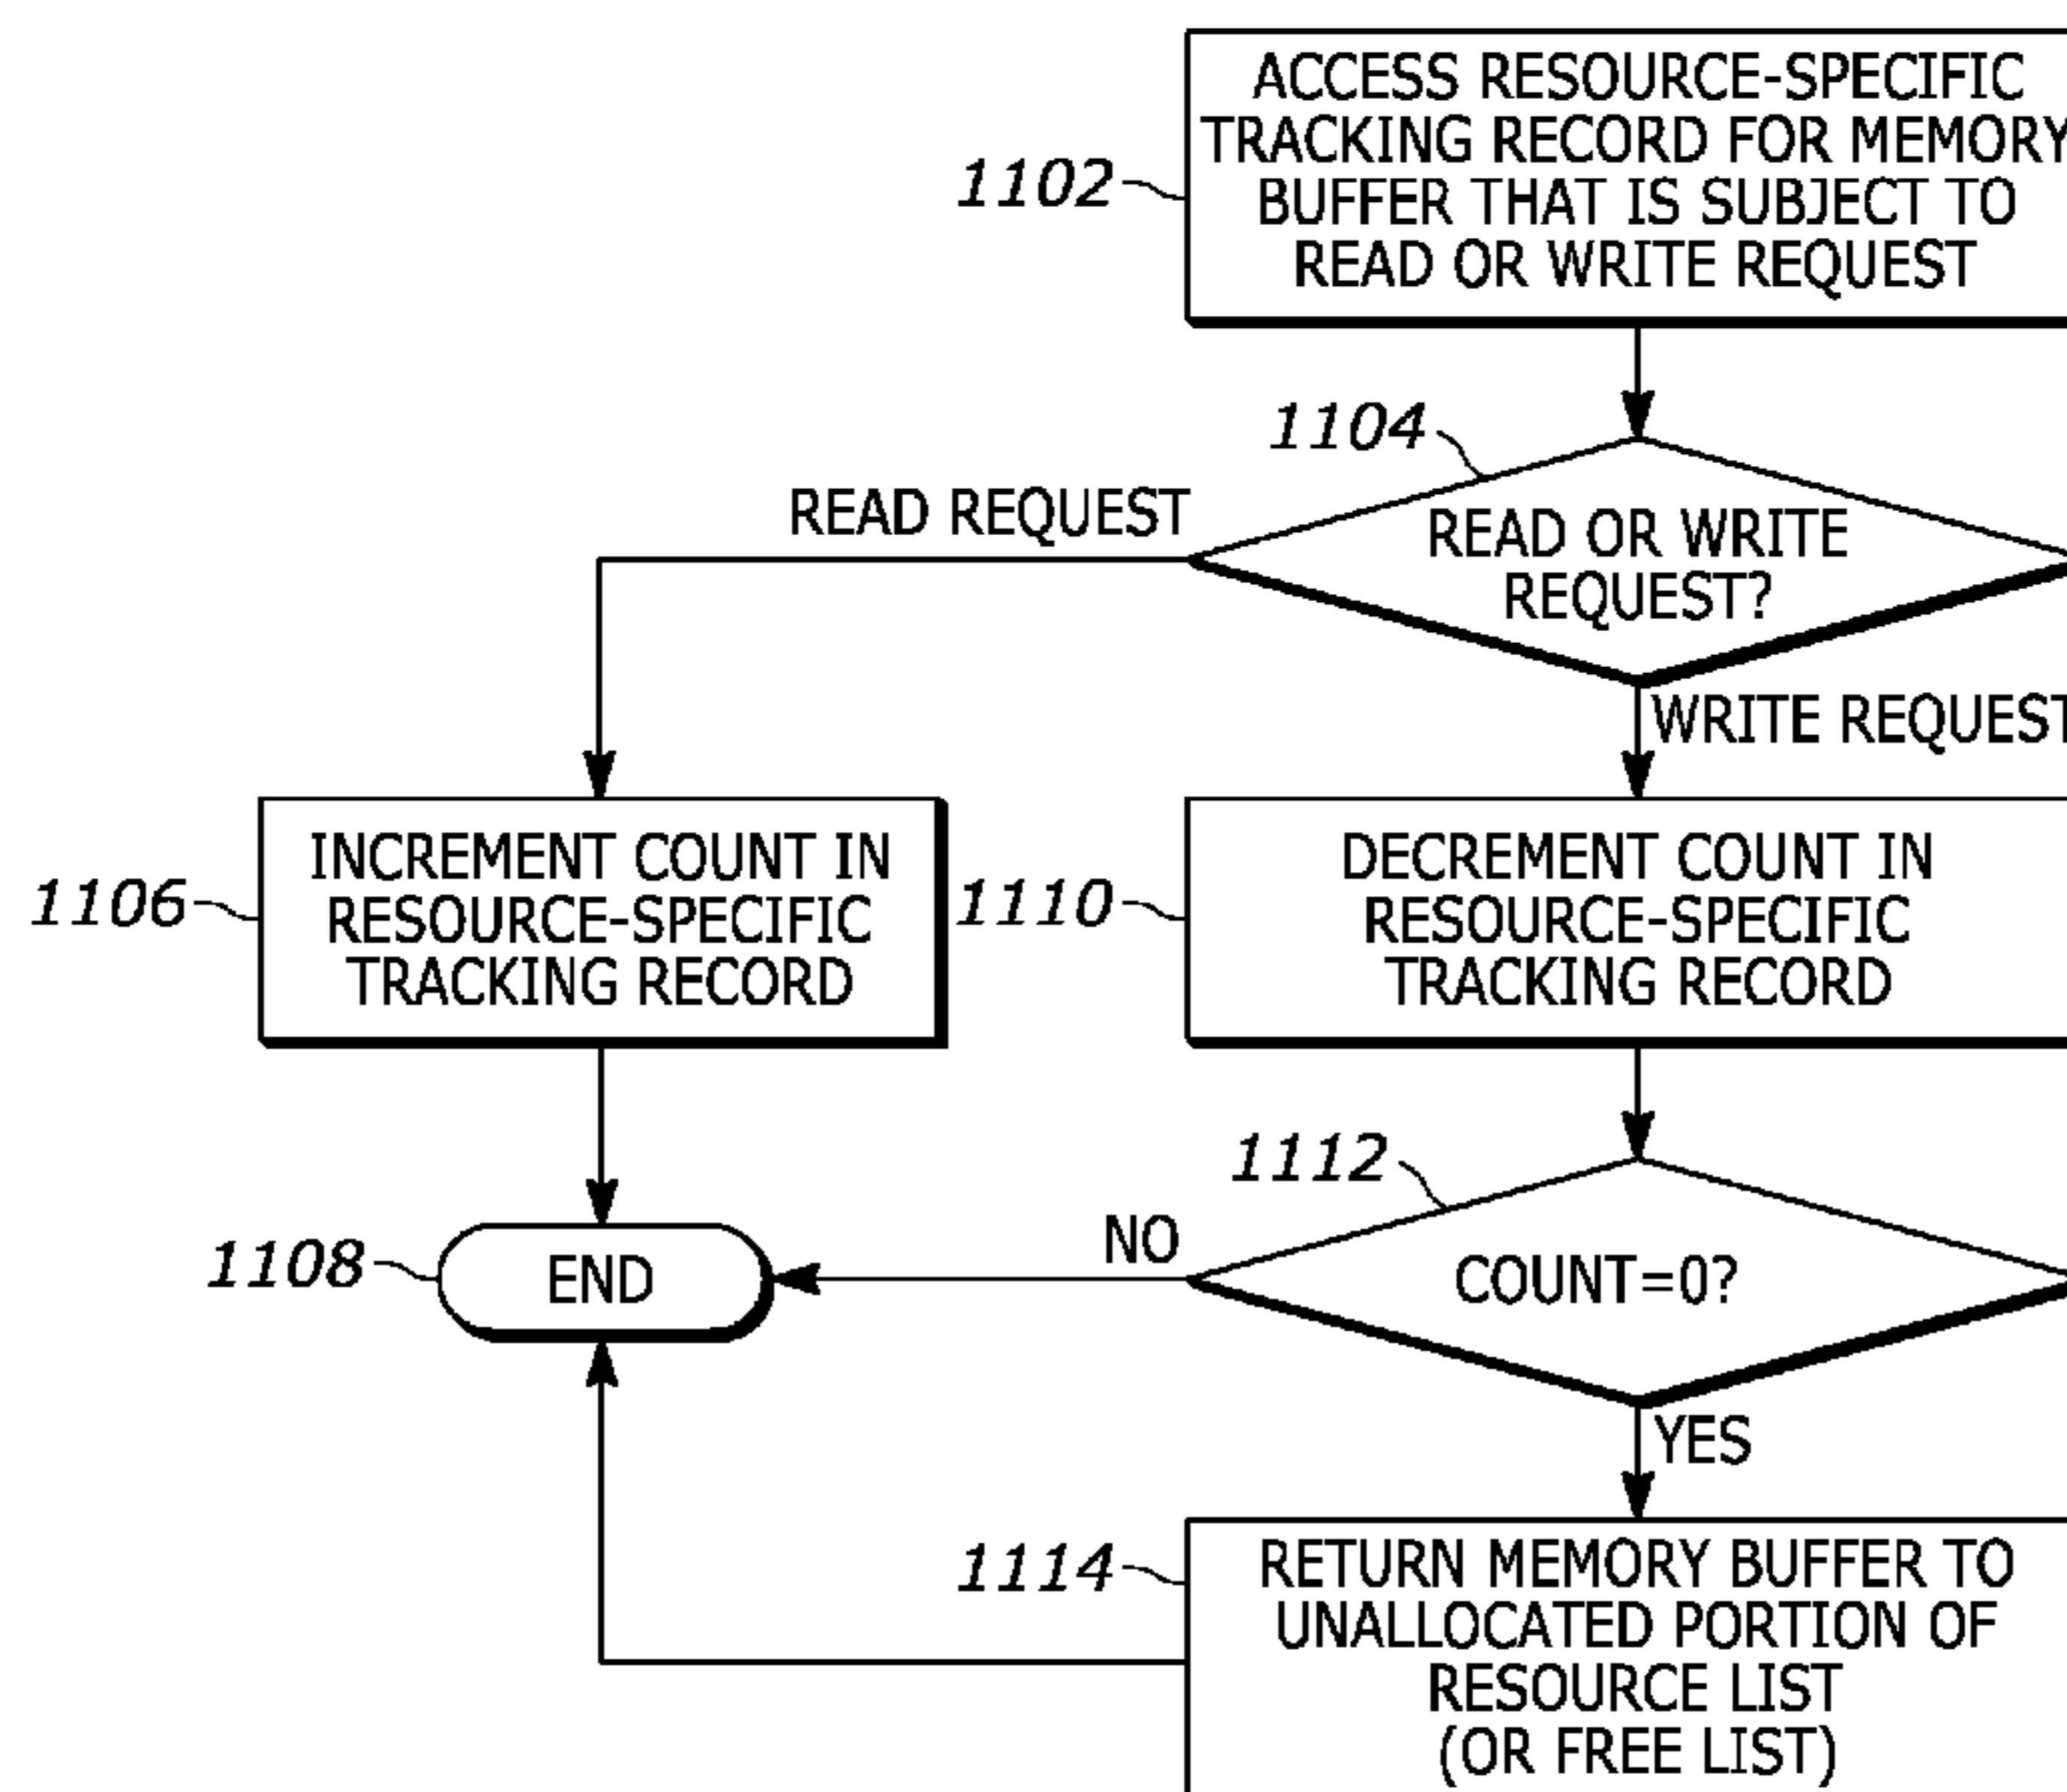 ACCESS RESOURCE-SPECIFIC
TRACKING RECORD FOR MEMORY
BUFFER THAT IS SUBJECT TO
READ OR WRITE REQUEST
1102
1104
READ REQUEST
READ OR WRITE
REQUEST?
WRITE REQUEST
1106
INCREMENT COUNT IN
RESOURCE-SPECIFIC
TRACKING RECORD
1110
DECREMENT COUNT IN
RESOURCE-SPECIFIC
TRACKING RECORD
1112
1108
END
NO
COUNT=0?
YES
1114
RETURN MEMORY BUFFER TO
UNALLOCATED PORTION OF
RESOURCE LIST
(OR FREE LIST)